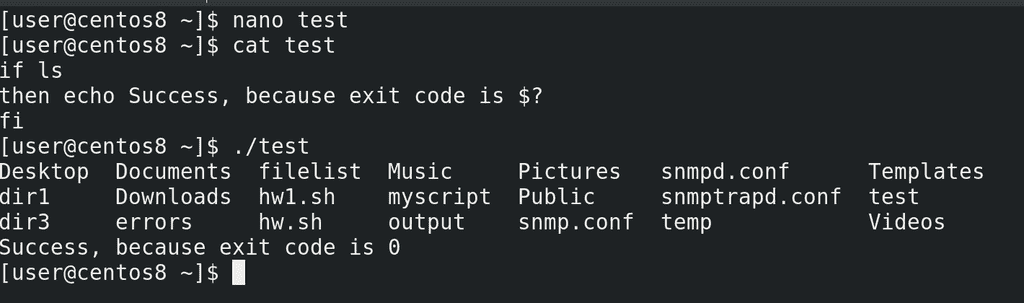 [user@centos8 ~]$ nano test
[user@centos8 ~]$ cat test
if ls
then echo Success, because exit code is $?
fi
[user@centos8 ~]$ ./test
Desktop  Documents  filelist  Music     Pictures   snmpd.conf      Templates
dir1     Downloads  hw1.sh    myscript  Public     snmptrapd.conf  test
dir3     errors     hw.sh     output    snmp.conf  temp            Videos
Success, because exit code is 0
[user@centos8 ~]$